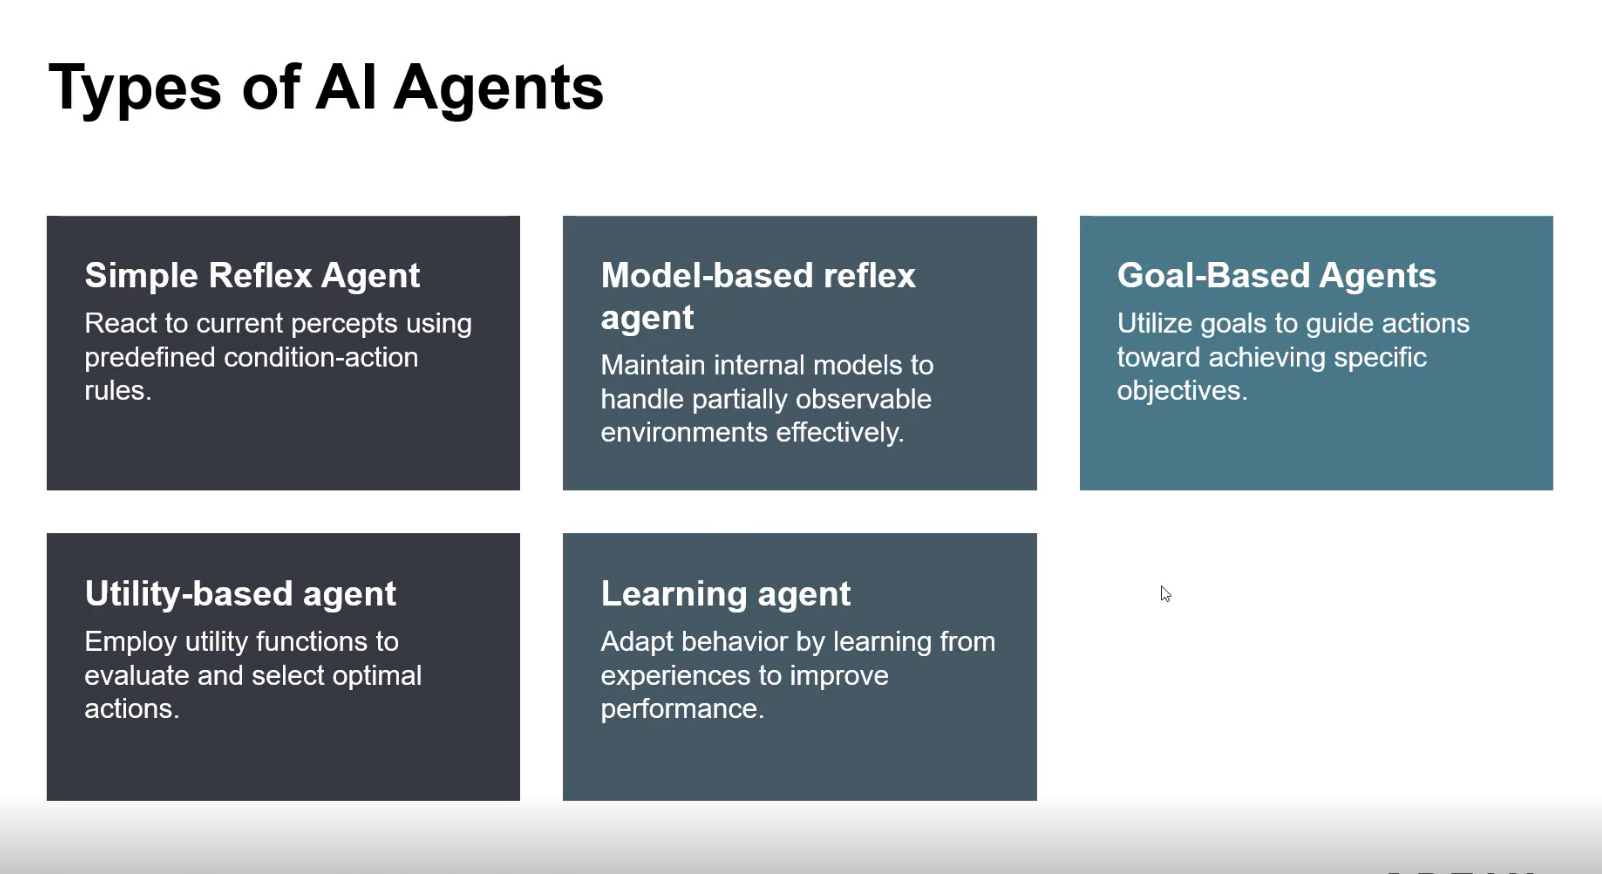 Types of AI Agents
Simple Reflex Agent
React to current percepts using
predefined condition-action
rules.
Model-based reflex
agent
Maintain internal models to
handle partially observable
environments effectively.
Goal-Based Agents
Utilize goals to guide actions
toward achieving specific
objectives.
Utility-based agent
Employ utility functions to
evaluate and select optimal
actions.
Learning agent
Adapt behavior by learning from
experiences to improve
performance.